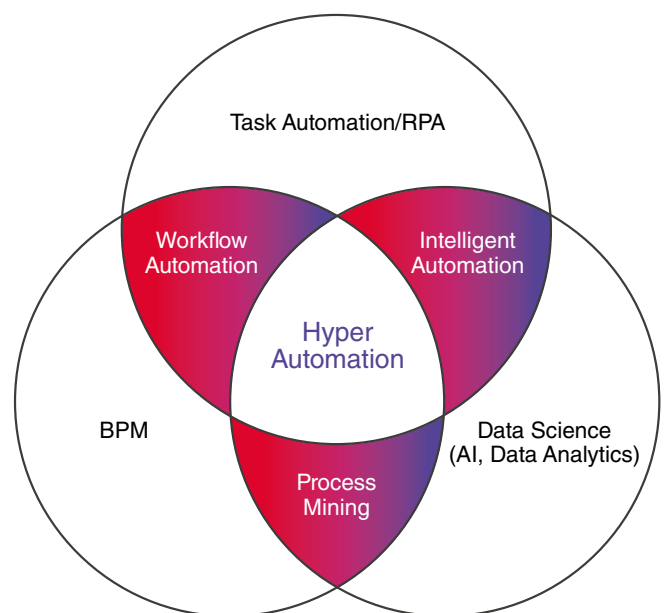 Task Automation/RPA
Workflow
Automation
Intelligent
Automation
Hyper
Automation
BPM
Data Science
(AI, Data Analytics)
Process
Mining